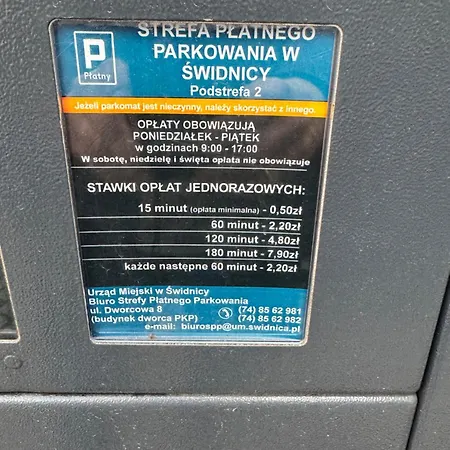 P
Płatny
STREFA PŁATNEGO
PARKOWANIA W
ŚWIDNICY
Podstrefa 2
Jeżeli parkomat jest nieczynny, należy skorzystać z innego.
OPŁATY OBOWIĄZUJĄ
PONIEDZIAŁEK - PIĄTEK
w godzinach 9:00 - 17:00
W sobotę, niedzielę i święta opłata nie obowiązuje
STAWKI OPŁAT JEDNORAZOWYCH:
15 minut (opłata minimalna) - 0,50zł
60 minut - 2,20zł
120 minut - 4,80zł
180 minut - 7,90zł
każde następne 60 minut - 2,20zł
Urząd Miejski w Świdnicy
Biuro Strefy Płatnego Parkowania
ul. Dworcowa 8 (74) 85 62 981
(budynek dworca PKP) (74) 85 62 982
e-mail: biurospp@um.swidnica.pl